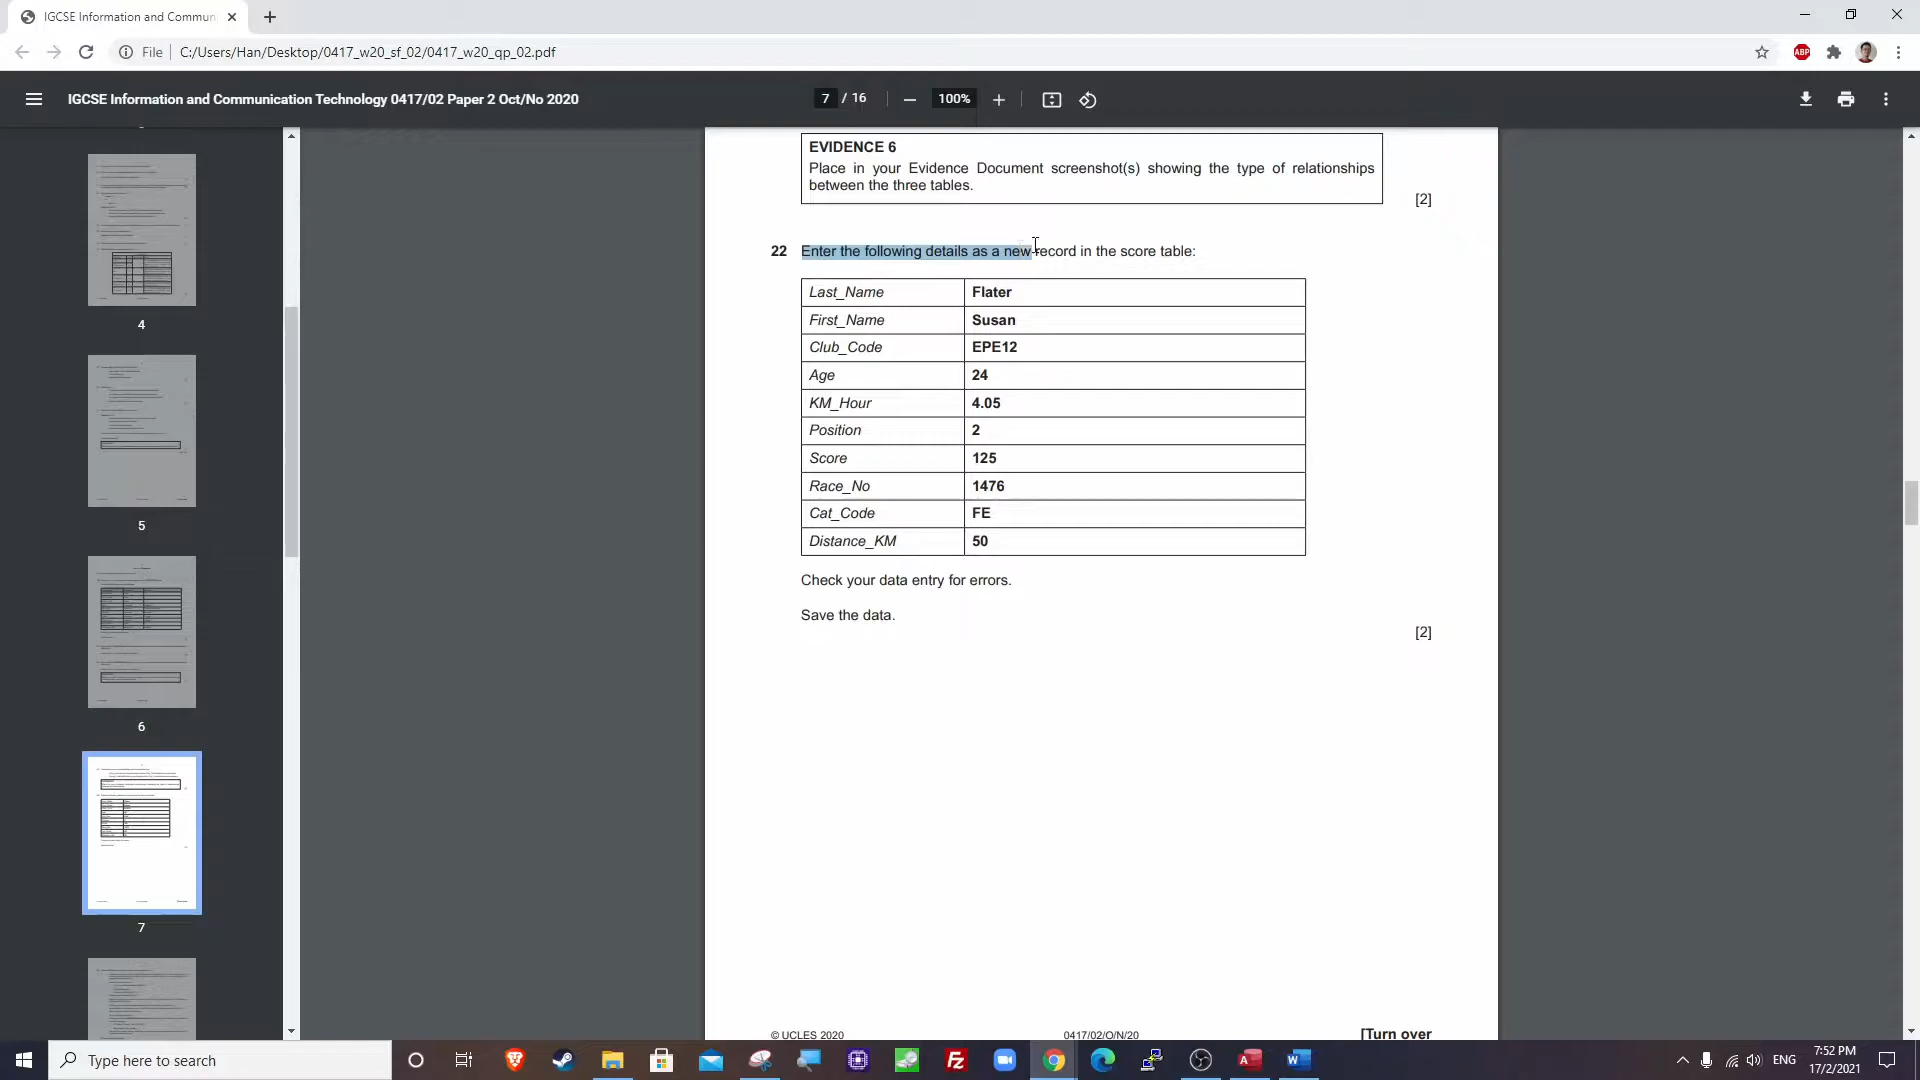 IGCSE Information and Commun
File C:/Users/Han/Desktop/0417_w20_sf_02/0417_w20_qp_02.pdf
ABP
IGCSE Information and Communication Technology 0417/02 Paper 2 Oct/No 2020
7 / 16
100%
4
5
6
7
EVIDENCE 6
Place in your Evidence Document screenshot(s) showing the type of relationships
between the three tables.
[2]
22 Enter the following details as a new record in the score table:
Last_Name Flater
First_Name Susan
Club_Code EPE12
Age 24
KM_Hour 4.05
Position 2
Score 125
Race_No 1476
Cat_Code FE
Distance_KM 50
Check your data entry for errors.
Save the data.
[2]
© UCLES 2020 0417/02/O/N/20 [Turn over
Type here to search
ENG
7:52 PM
17/2/2021